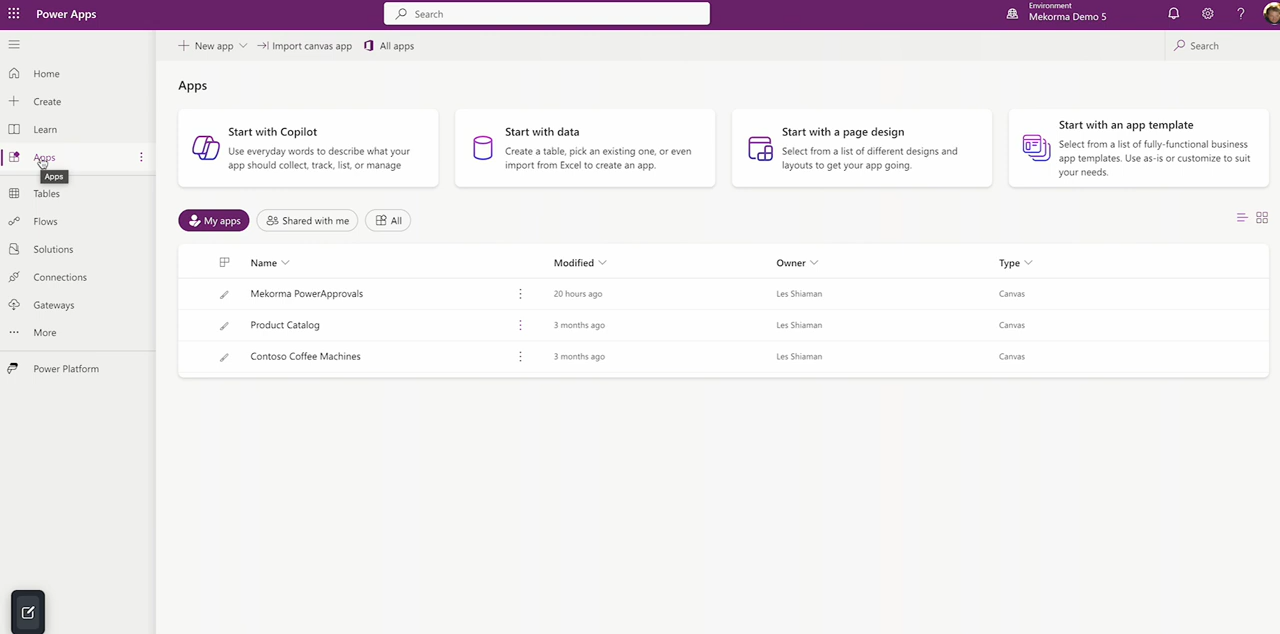 Power Apps
Search
Environment
Mekorma Demo 5
?
New app
Import canvas app
All apps
Search
Home
Create
Learn
Apps
Apps
Tables
Flows
Solutions
Connections
Gateways
More
Power Platform
Apps
Start with Copilot
Use everyday words to describe what your
app should collect, track, list, or manage
Start with data
Create a table, pick an existing one, or even
import from Excel to create an app.
Start with a page design
Select from a list of different designs and
layouts to get your app going.
Start with an app template
Select from a list of fully-functional business
app templates. Use as-is or customize to suit
your needs.
My apps
Shared with me
All
Name Modified Owner Type
Mekorma PowerApprovals 20 hours ago Les Shiaman Canvas
Product Catalog 3 months ago Les Shiaman Canvas
Contoso Coffee Machines 3 months ago Les Shiaman Canvas